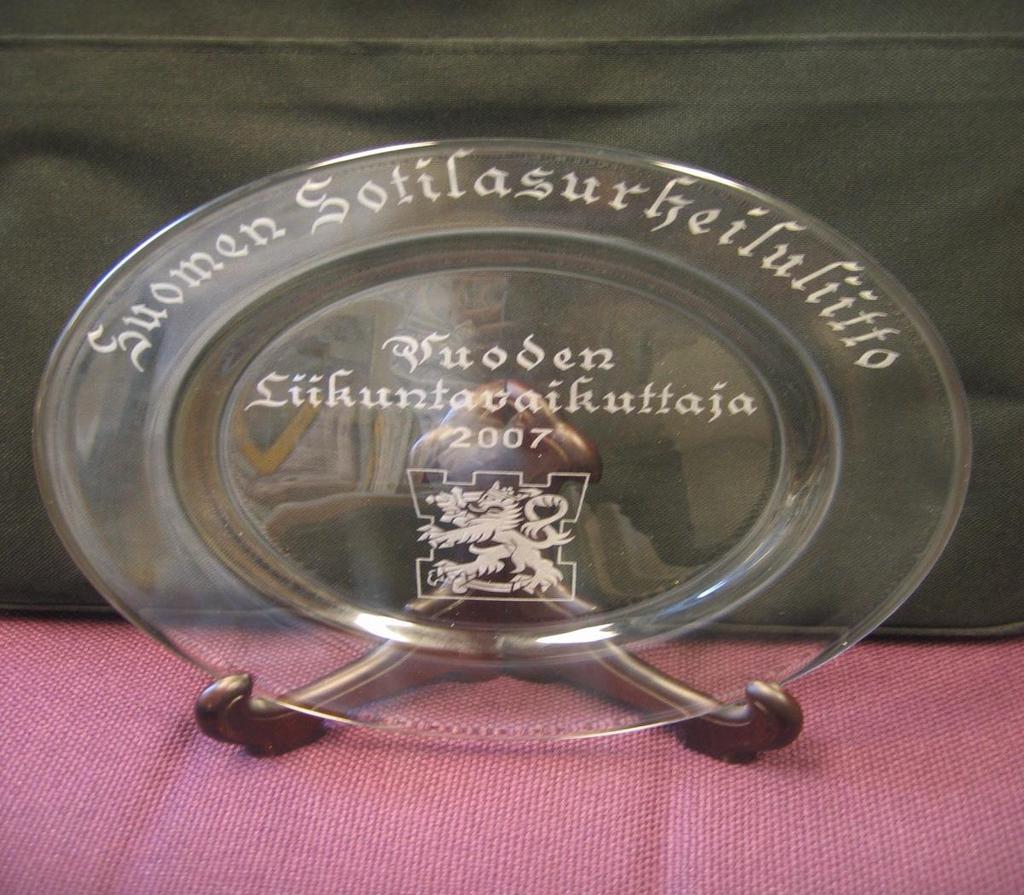 Suomen Sotilasurheiluliitto
Vuoden
Liikuntavaikuttaja
2007